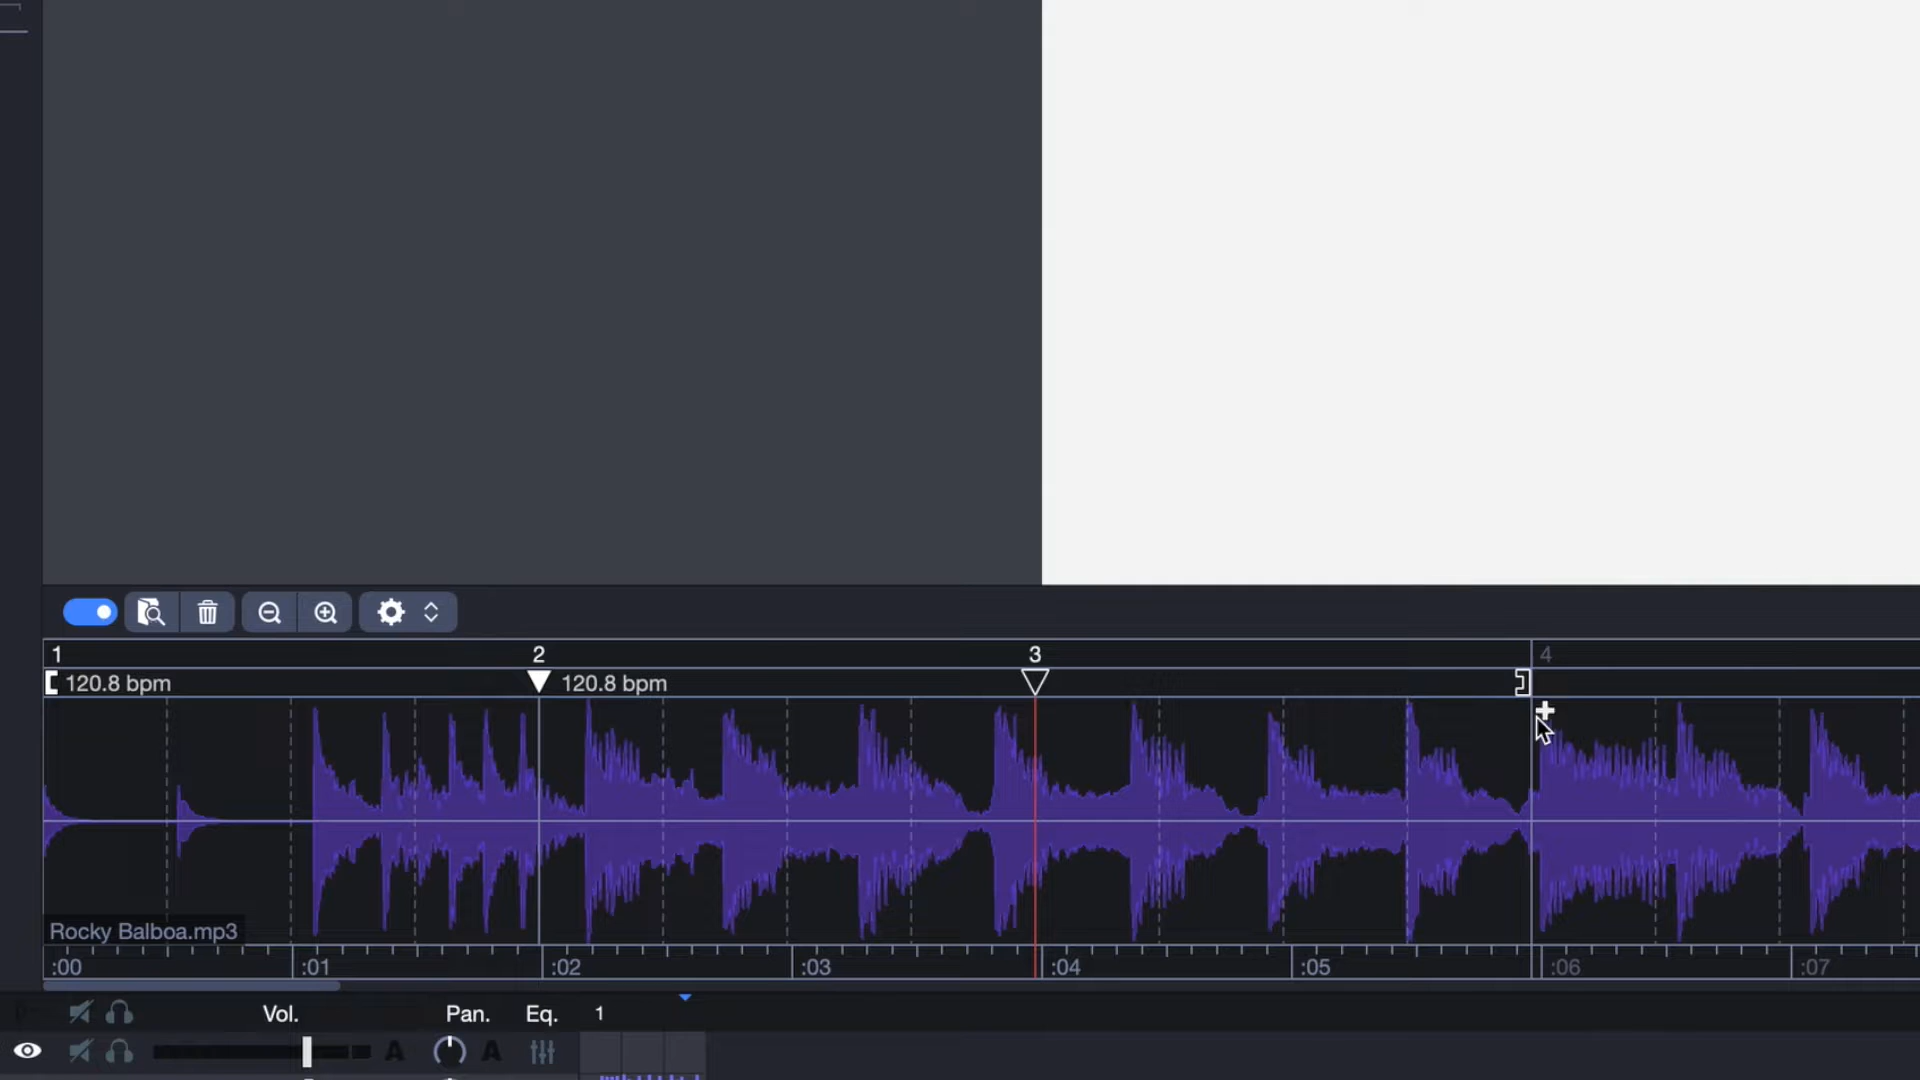 1 2 3 4
120.8 bpm 120.8 bpm
Rocky Balboa.mp3
:00 :01 :02 :03 :04 :05 :06 :07
Vol. Pan. Eq. 1
A A